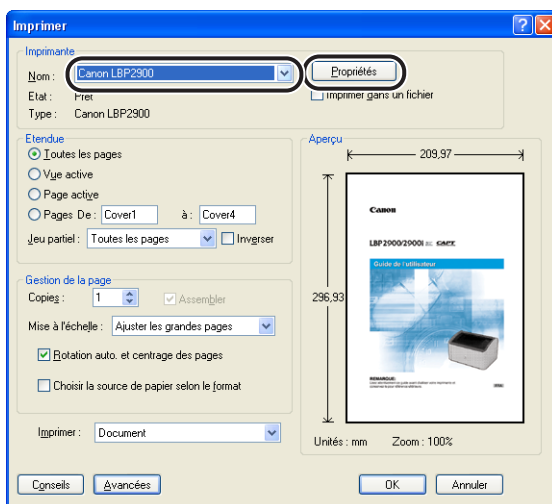 Imprimer
Imprimante
Nom : Canon LBP2900 Propriétés
Etat : Prêt Imprimer dans un fichier
Type : Canon LBP2900
Etendue
Toutes les pages
Vue active
Page active
Pages De : Cover1 à : Cover4
Jeu partiel : Toutes les pages Inverser
Gestion de la page
Copies : 1 Assembler
Mise à l'échelle : Ajuster les grandes pages
Rotation auto. et centrage des pages
Choisir la source de papier selon le format
Imprimer : Document
Aperçu
209,97
296,93
Canon
LBP2900/2900i CAPT
Guide de l'utilisateur
REMARQUE:
Unités : mm Zoom : 100%
Conseils Avancées OK Annuler